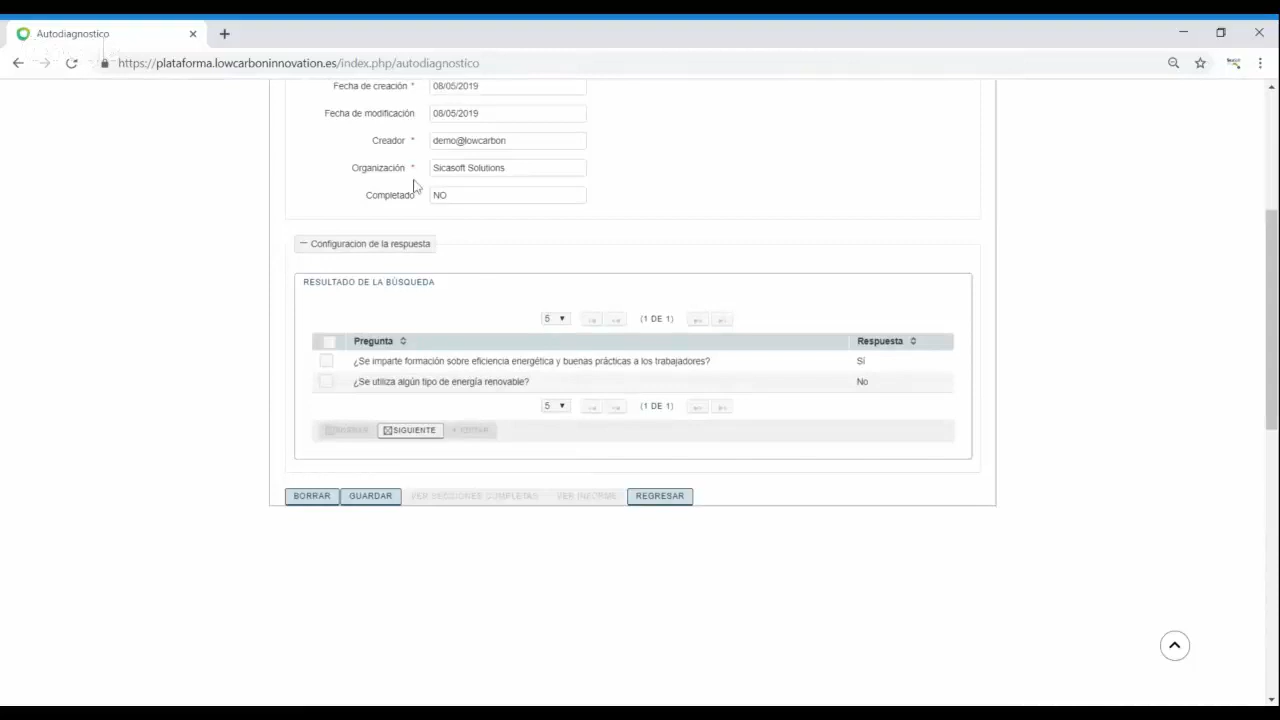 Autodiagnostico
https://plataforma.lowcarboninnovation.es/index.php/autodiagnostico
Fecha de creación * 08/05/2019
Fecha de modificación 08/05/2019
Creador * demo@lowcarbon
Organización * Sicasoft Solutions
Completado NO
Configuracion de la respuesta
RESULTADO DE LA BÚSQUEDA
5 (1 DE 1)
Pregunta Respuesta
¿Se imparte formación sobre eficiencia energética y buenas prácticas a los trabajadores? Sí
¿Se utiliza algún tipo de energía renovable? No
5 (1 DE 1)
SIGUIENTE
BORRAR GUARDAR VER SECCIONES COMPLETAS VER INFORME REGRESAR